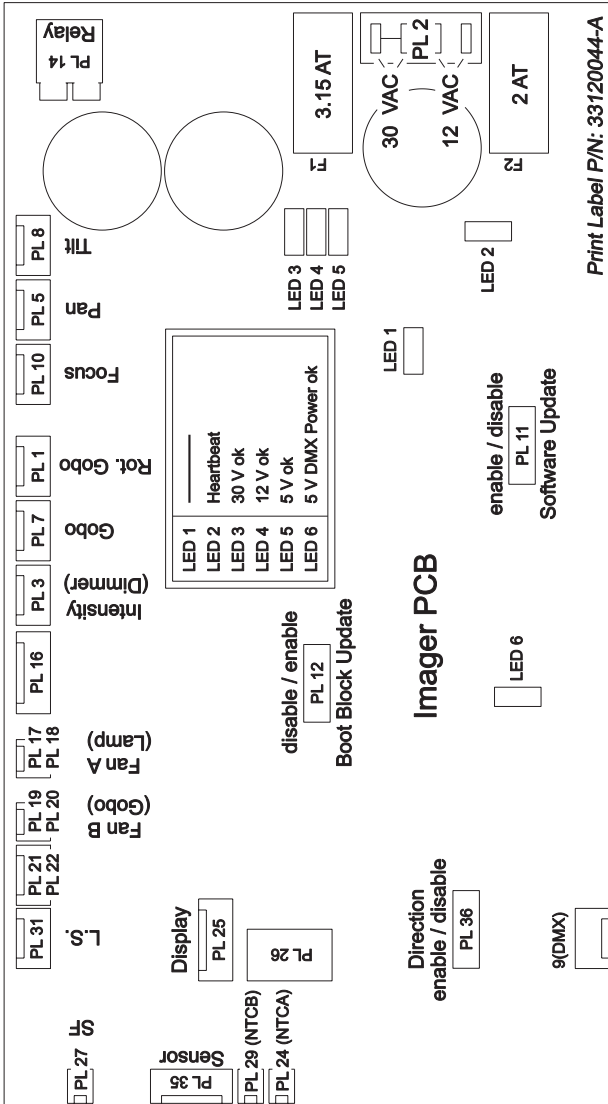 Relay
PL 14
3.15 AT
F1
PL 2
30 VAC
12 VAC
2 AT
F2
Print Label P/N: 33120044-A
PL 8
Tilt
PL 5
Pan
PL 10
Focus
PL 1
Rot. Gobo
PL 7
Gobo
PL 3
Intensity
(Dimmer)
PL 16
PL 17
PL 18
Fan A
(Lamp)
PL 19
PL 20
Fan B
(Gobo)
PL 21
PL 22
PL 31
L.S.
LED 3
LED 4
LED 5
LED 2
LED 1
LED 1
LED 2 Heartbeat
LED 3 30 V ok
LED 4 12 V ok
LED 5 5 V ok
LED 6 5 V DMX Power ok
enable / disable
PL 11
Software Update
disable / enable
PL 12
Boot Block Update
Imager PCB
LED 6
Display
PL 25
PL 26
Direction
enable / disable
PL 36
9(DMX)
ST
PL 27
Sensor
PL 35
PL 29 (NTCB)
PL 24 (NTCA)